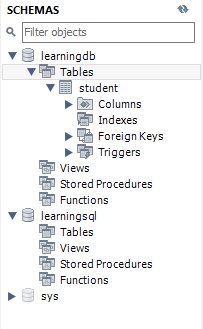 SCHEMAS
Filter objects
learningdb
Tables
student
Columns
Indexes
Foreign Keys
Triggers
Views
Stored Procedures
Functions
learningsql
Tables
Views
Stored Procedures
Functions
sys